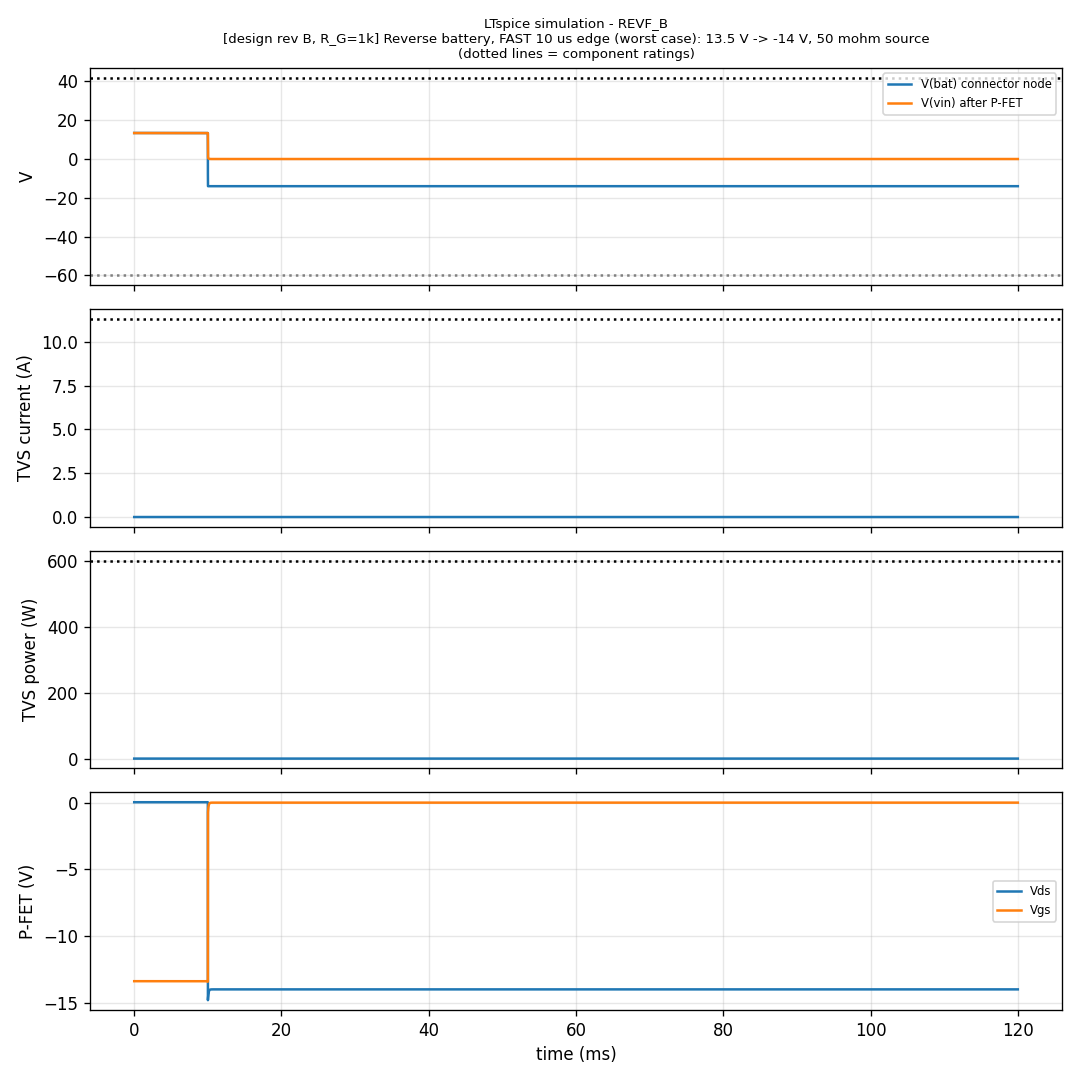 LTspice simulation - REVF_B
[design rev B, R_G=1k] Reverse battery, FAST 10 us edge (worst case): 13.5 V -> -14 V, 50 mohm source
(dotted lines = component ratings)
40
20
0
−20
−40
−60
V
V(bat) connector node
V(vin) after P-FET
10.0
7.5
5.0
2.5
0.0
TVS current (A)
600
400
200
0
TVS power (W)
0
−5
−10
−15
P-FET (V)
Vds
Vgs
0 20 40 60 80 100 120
time (ms)